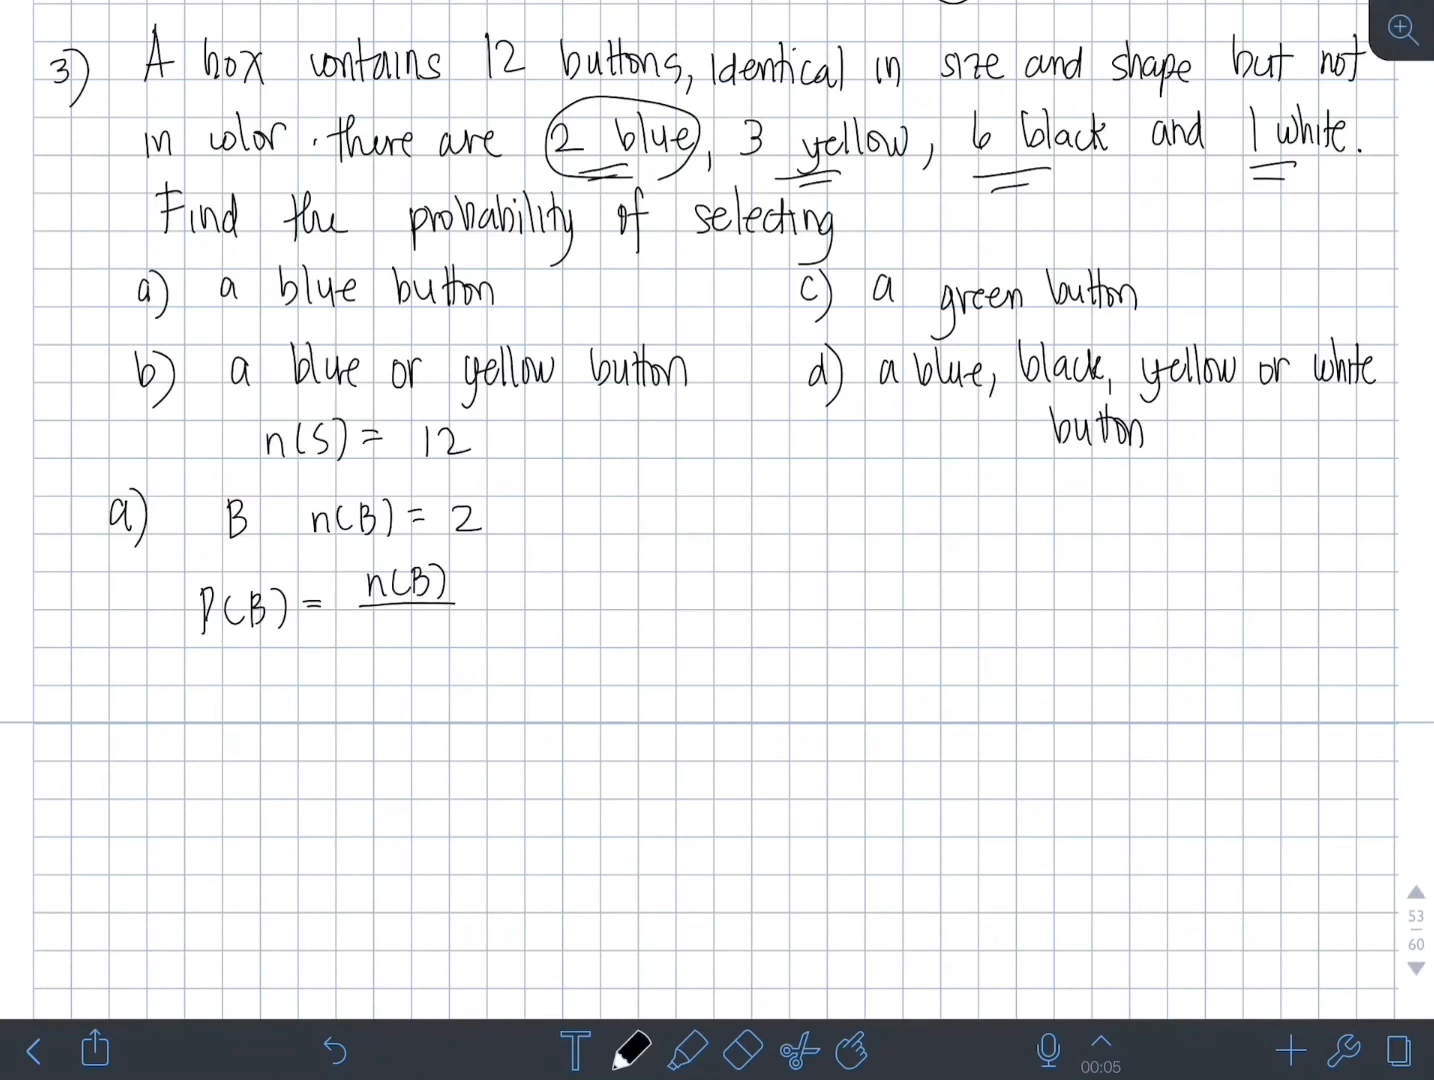 3) A box contains 12 buttons, identical in size and shape but not
in color. there are 2 blue, 3 yellow, 6 black and 1 white.
Find the probability of selecting
a) a blue button
b) a blue or yellow button
c) a green button
d) a blue, black, yellow or white
button
n(S) = 12
a) B n(B) = 2
P(B) = n(B)
53
60
T
00:05